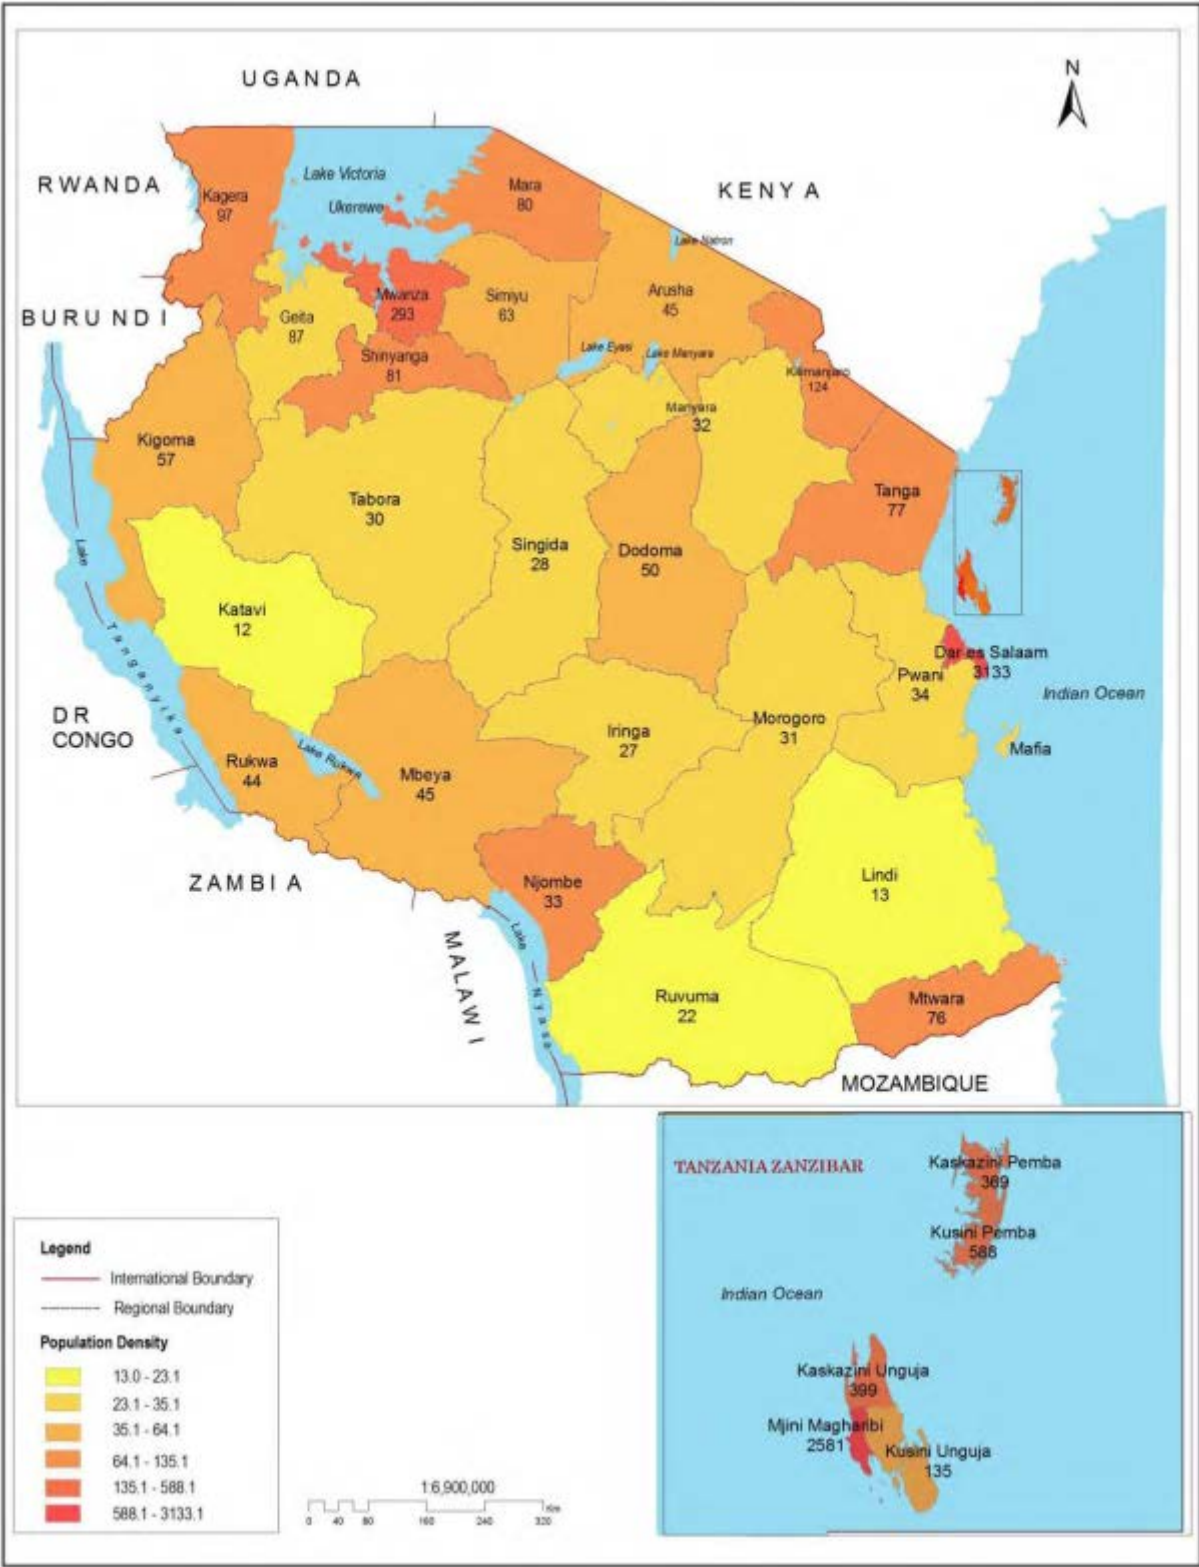 UGANDA
N
RWANDA
KENYA
BURUNDI
Lake Victoria
Ukerewe
Kagera
97
Mara
80
Lake Natron
Mwanza
293
Simiyu
63
Arusha
45
Geita
87
Shinyanga
81
Lake Eyasi
Lake Manyara
Kilimanjaro
124
Manyara
32
Kigoma
57
Tabora
30
Tanga
77
Singida
28
Dodoma
50
Katavi
12
Lake Tanganyika
Dar es Salaam
3133
Pwani
34
Indian Ocean
DR
CONGO
Iringa
27
Morogoro
31
Mafia
Rukwa
44
Lake Rukwa
Mbeya
45
ZAMBIA
Njombe
33
Lindi
13
MALAWI
Lake Nyasa
Ruvuma
22
Mtwara
76
MOZAMBIQUE
TANZANIA ZANZIBAR
Kaskazini Pemba
369
Kusini Pemba
588
Indian Ocean
Kaskazini Unguja
399
Mjini Magharibi
2581
Kusini Unguja
135
Legend
International Boundary
Regional Boundary
Population Density
13.0 - 23.1
23.1 - 35.1
35.1 - 64.1
64.1 - 135.1
135.1 - 588.1
588.1 - 3133.1
1:6,900,000
Km
0 40 80 160 240 320